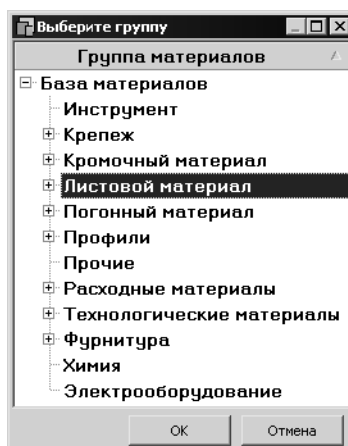 Выберите группу
Группа материалов
База материалов
Инструмент
Крепеж
Кромочный материал
Листовой материал
Погонный материал
Профили
Прочие
Расходные материалы
Технологические материалы
Фурнитура
Химия
Электрооборудование
OK
Отмена